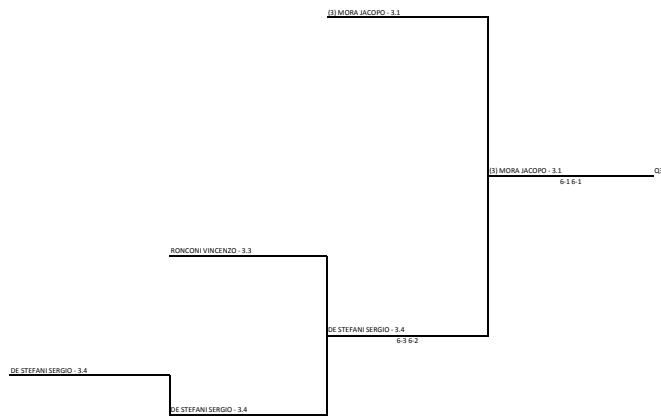 (3) MORA JACOPO - 3.1
(3) MORA JACOPO - 3.1
Q3
6-1 6-1
RONCONI VINCENZO - 3.3
DE STEFANI SERGIO - 3.4
6-3 6-2
DE STEFANI SERGIO - 3.4
DE STEFANI SERGIO - 3.4